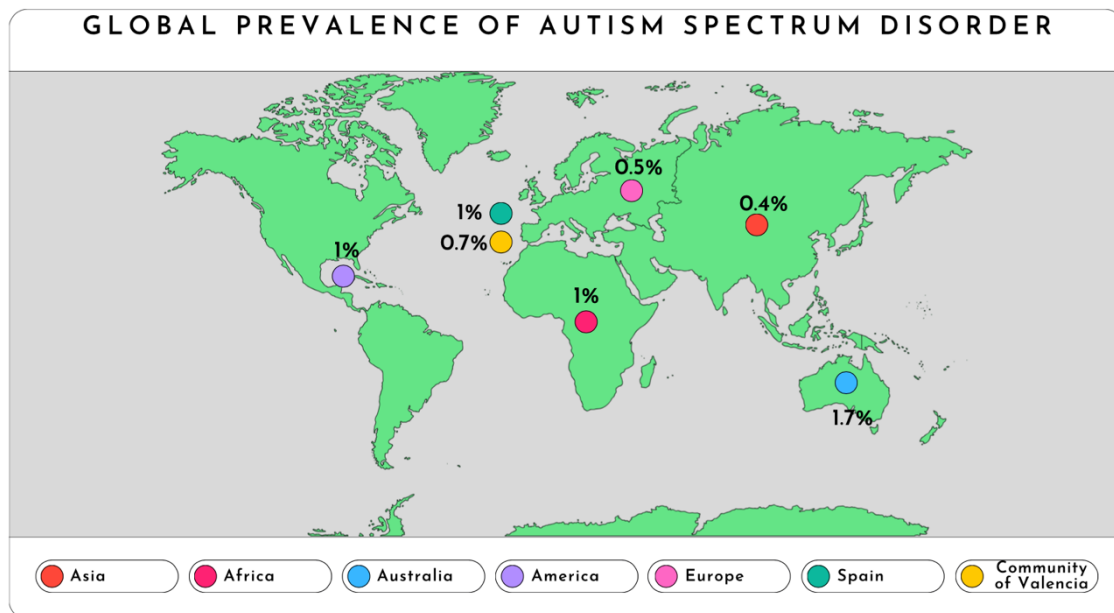 GLOBAL PREVALENCE OF AUTISM SPECTRUM DISORDER
0.5%
0.4%
1%
0.7%
1%
1%
1.7%
Asia
Africa
Australia
America
Europe
Spain
Community
of Valencia